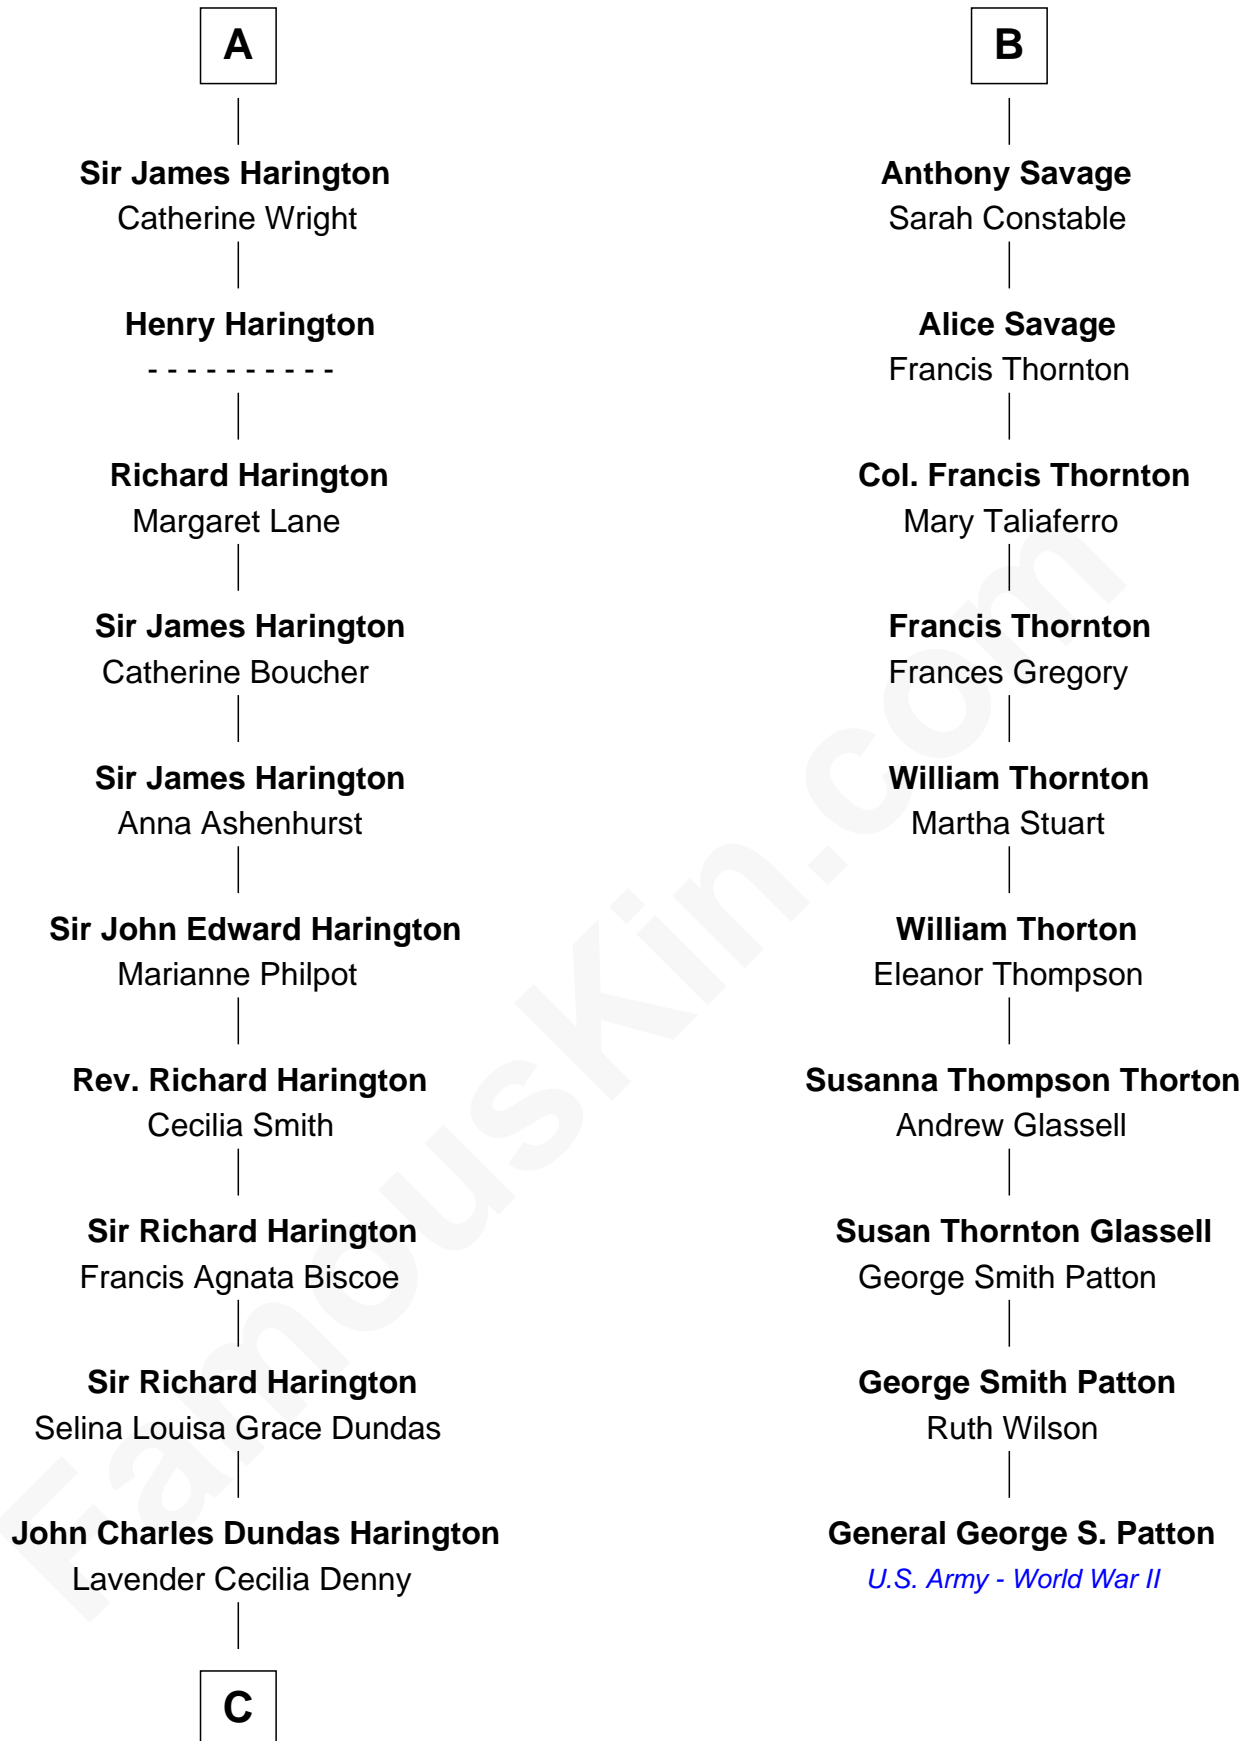 A
Sir James Harington
Catherine Wright
Henry Harington
- - - - - - - - - -
Richard Harington
Margaret Lane
Sir James Harington
Catherine Boucher
Sir James Harington
Anna Ashenhurst
Sir John Edward Harington
Marianne Philpot
Rev. Richard Harington
Cecilia Smith
Sir Richard Harington
Francis Agnata Biscoe
Sir Richard Harington
Selina Louisa Grace Dundas
John Charles Dundas Harington
Lavender Cecilia Denny
C
B
Anthony Savage
Sarah Constable
Alice Savage
Francis Thornton
Col. Francis Thornton
Mary Taliaferro
Francis Thornton
Frances Gregory
William Thornton
Martha Stuart
William Thorton
Eleanor Thompson
Susanna Thompson Thorton
Andrew Glassell
Susan Thornton Glassell
George Smith Patton
George Smith Patton
Ruth Wilson
General George S. Patton
U.S. Army - World War II
FamousKin.com